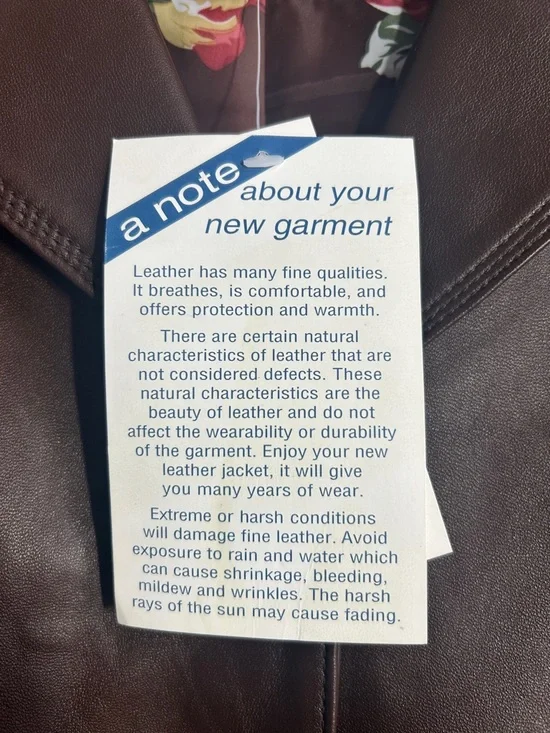 a note
about your
new garment
Leather has many fine qualities.
It breathes, is comfortable, and
offers protection and warmth.
There are certain natural
characteristics of leather that are
not considered defects. These
natural characteristics are the
beauty of leather and do not
affect the wearability or durability
of the garment. Enjoy your new
leather jacket, it will give
you many years of wear.
Extreme or harsh conditions
will damage fine leather. Avoid
exposure to rain and water which
can cause shrinkage, bleeding,
mildew and wrinkles. The harsh
rays of the sun may cause fading.